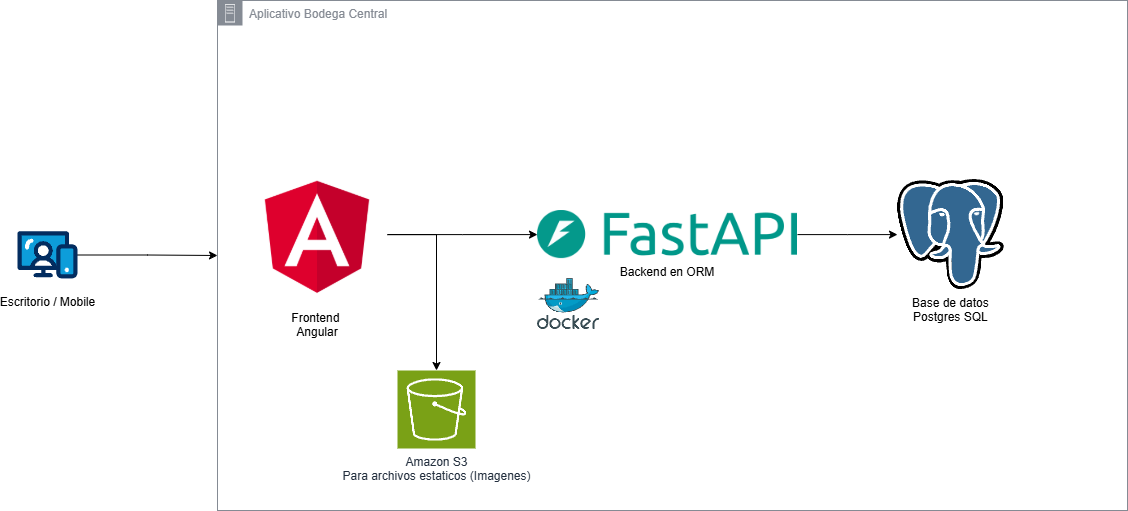 Aplicativo Bodega Central
FastAPI
Backend en ORM
docker
Escritorio / Mobile
Frontend
Angular
Base de datos
Postgres SQL
Amazon S3
Para archivos estaticos (Imagenes)